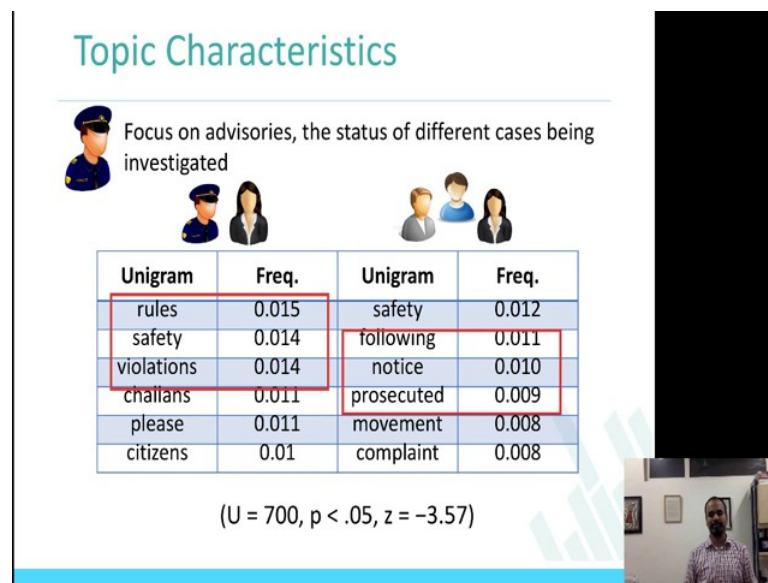 Topic Characteristics
Focus on advisories, the status of different cases being
investigated
Unigram Freq. Unigram Freq.
rules 0.015 safety 0.012
safety 0.014 following 0.011
violations 0.014 notice 0.010
challans 0.011 prosecuted 0.009
please 0.011 movement 0.008
citizens 0.01 complaint 0.008
(U = 700, p < .05, z = −3.57)